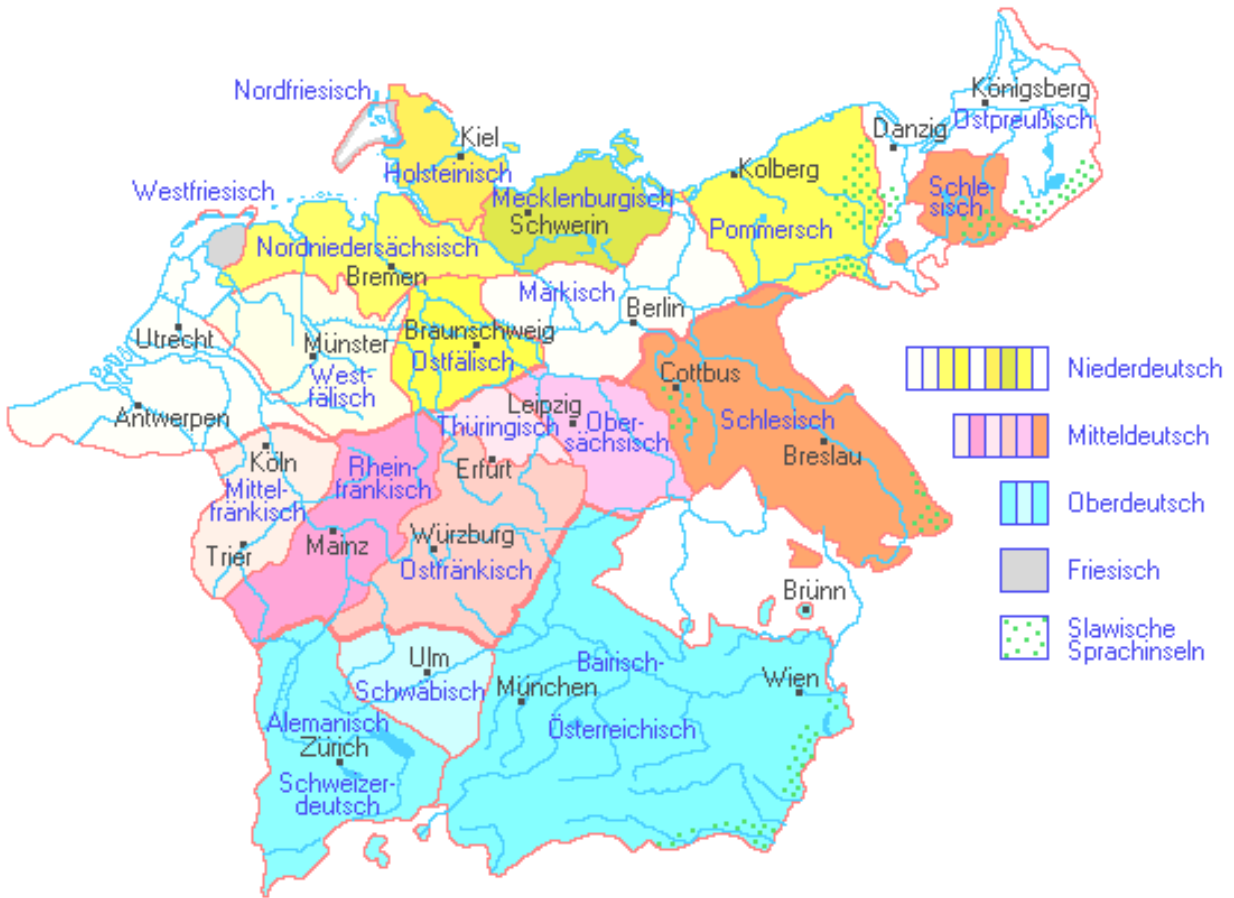 Nordfriesisch
Königsberg
Kiel
Danzig
Ostpreußisch
Kolberg
Holsteinisch
Westfriesisch
Mecklenburgisch
Schle-
sisch
Schwerin
Pommersch
Nordniedersächsisch
Bremen
Märkisch
Berlin
Utrecht
Münster
Braunschweig
Ostfälisch
West-
fälisch
Niederdeutsch
Cottbus
Antwerpen
Leipzig
Thüringisch
Ober-
sächsisch
Schlesisch
Mitteldeutsch
Köln
Rhein-
fränkisch
Erfurt
Breslau
Mittel-
fränkisch
Oberdeutsch
Trier
Mainz
Würzburg
Ostfränkisch
Friesisch
Brünn
Slawische
Sprachinseln
Ulm
Schwäbisch
Bairisch-
München
Wien
Österreichisch
Alemanisch
Zürich
Schweizer-
deutsch